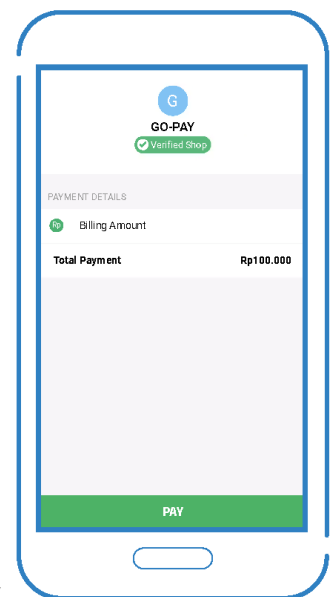 G
GO-PAY
Verified Shop
PAYMENT DETAILS
Rp Billing Amount
Total Payment Rp100.000
PAY